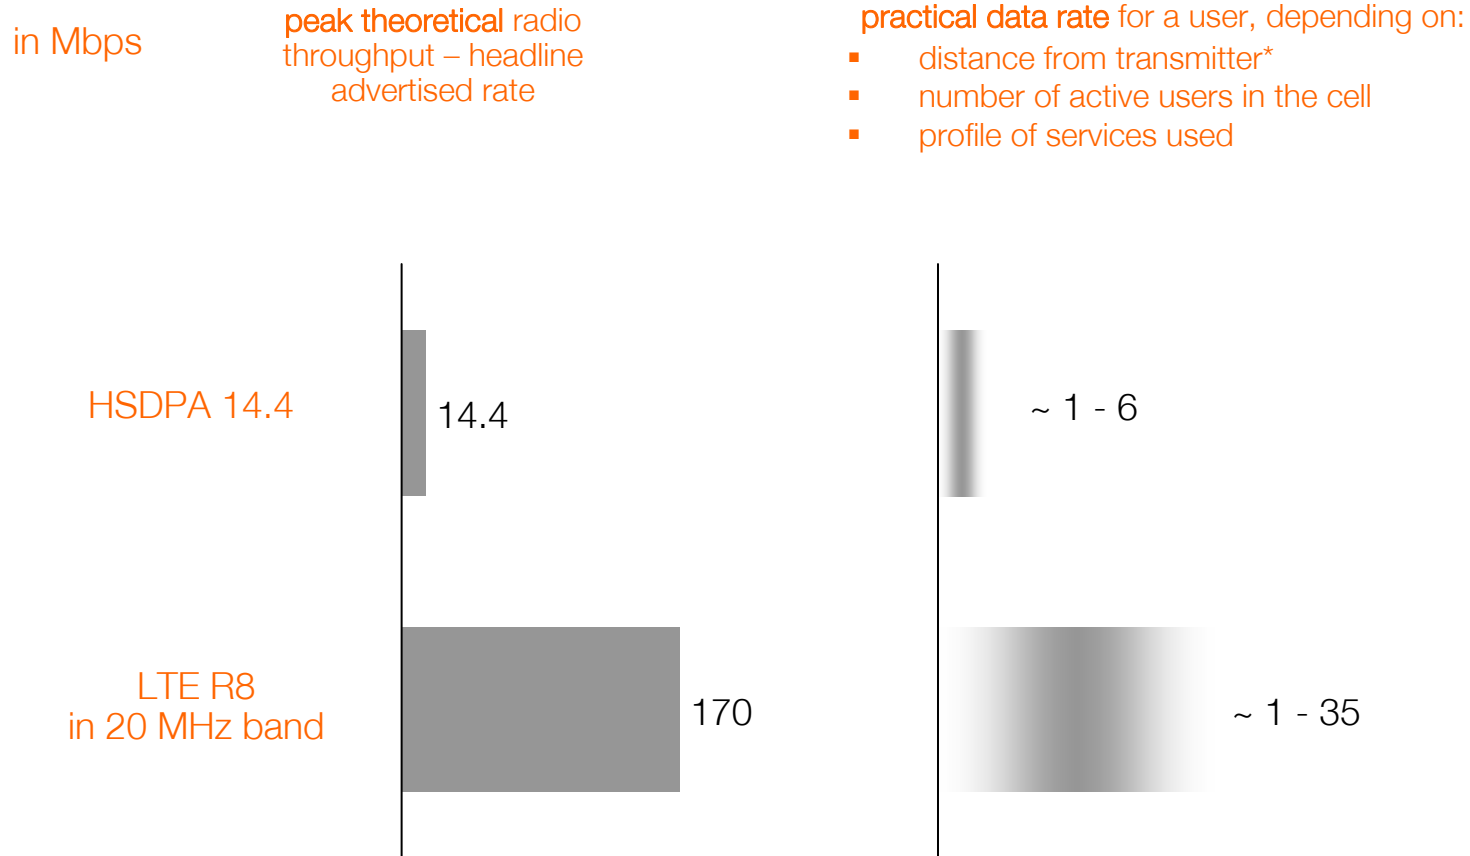 in Mbps
peak theoretical radio
throughput – headline
advertised rate
practical data rate for a user, depending on:
▪ distance from transmitter*
▪ number of active users in the cell
▪ profile of services used
HSDPA 14.4
14.4
~ 1 - 6
LTE R8
in 20 MHz band
170
~ 1 - 35